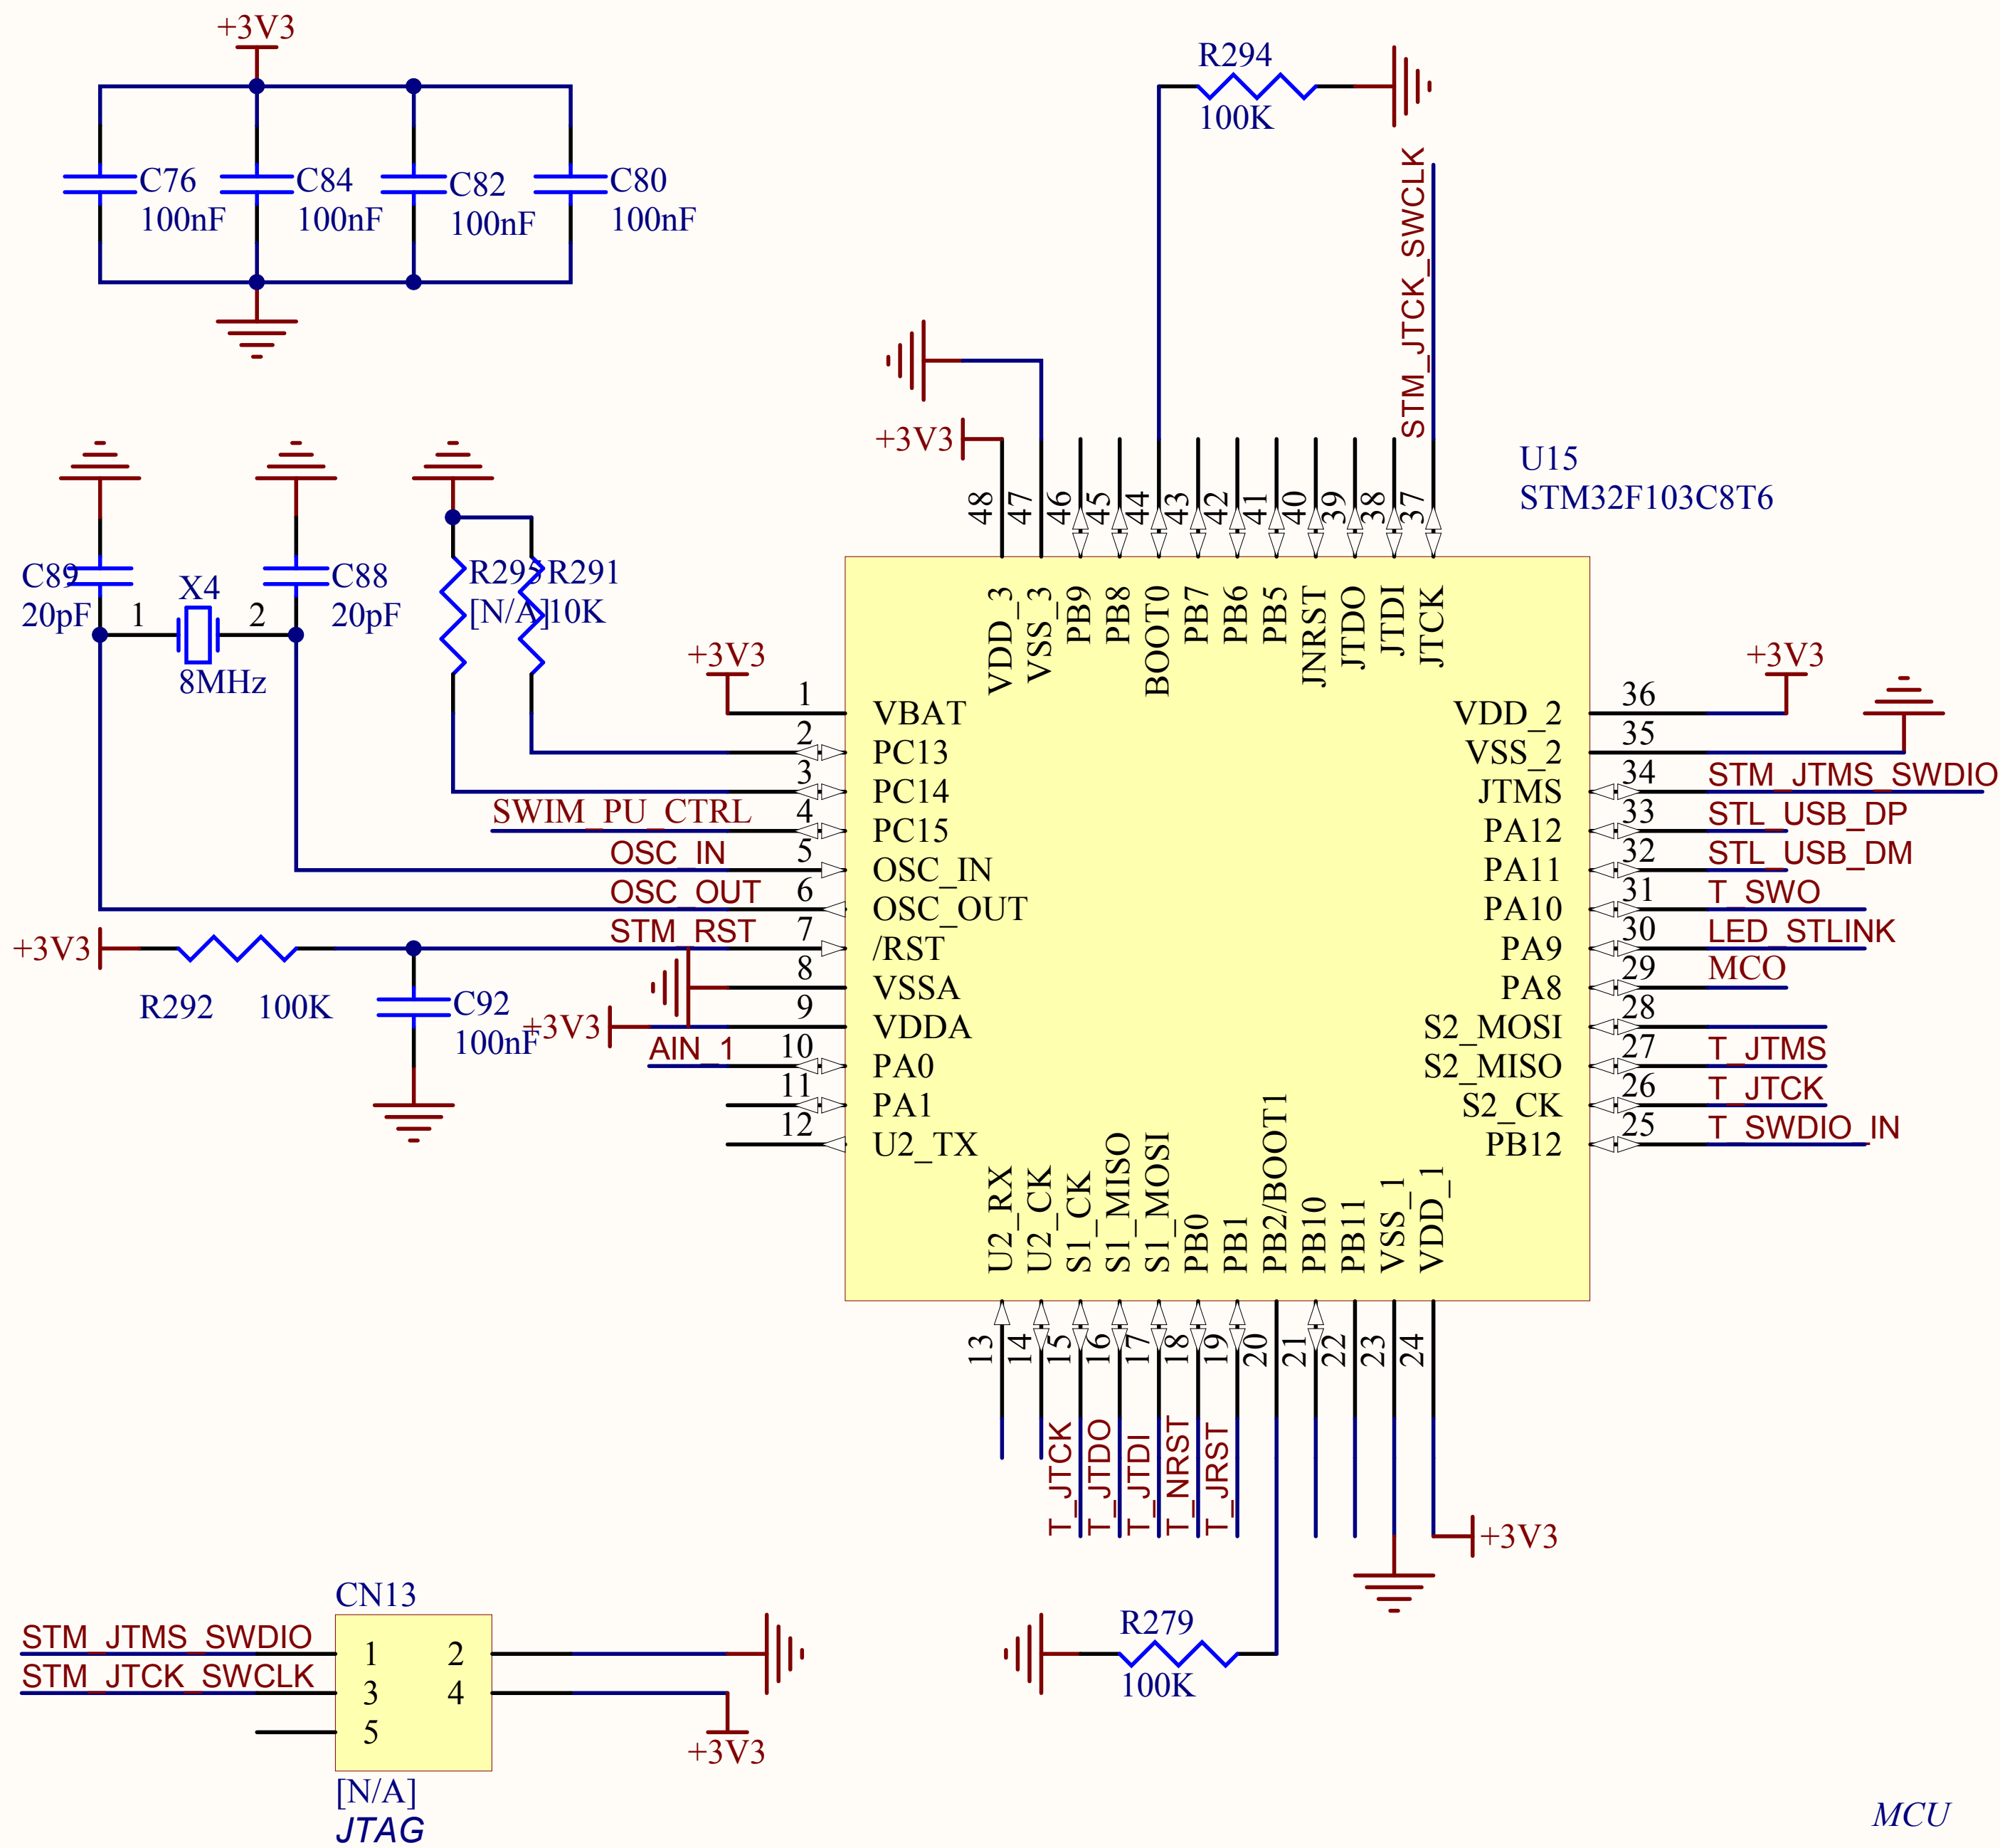 +3V3
C76
100nF
C84
100nF
C82
100nF
C80
100nF
R294
100K
STM_JTCK_SWCLK
+3V3
U15
STM32F103C8T6
C89
20pF
1
X4
2
8MHz
C88
20pF
R295
[N/A]
R291
10K
48
47
46
45
44
43
42
41
40
39
38
37
VDD_3
VSS_3
PB9
PB8
BOOT0
PB7
PB6
PB5
JNRST
JTDO
JTDI
JTCK
+3V3
1
VBAT
2
PC13
3
PC14
SWIM_PU_CTRL
4
PC15
OSC_IN
5
OSC_IN
OSC_OUT
6
OSC_OUT
+3V3
R292
100K
STM_RST
7
/RST
8
VSSA
C92
100nF
+3V3
9
VDDA
AIN_1
10
PA0
11
PA1
12
U2_TX
+3V3
VDD_2
36
VSS_2
35
JTMS
34
STM_JTMS_SWDIO
PA12
33
STL_USB_DP
PA11
32
STL_USB_DM
PA10
31
T_SWO
PA9
30
LED_STLINK
PA8
29
MCO
S2_MOSI
28
S2_MISO
27
T_JTMS
S2_CK
26
T_JTCK
PB12
25
T_SWDIO_IN
U2_RX
U2_CK
S1_CK
S1_MISO
S1_MOSI
PB0
PB1
PB2/BOOT1
PB10
PB11
VSS_1
VDD_1
13
14
15
16
17
18
19
20
21
22
23
24
T_JTCK
T_JTDO
T_JTDI
T_NRST
T_JRST
+3V3
R279
100K
CN13
STM_JTMS_SWDIO
1
2
STM_JTCK_SWCLK
3
4
5
+3V3
[N/A]
JTAG
MCU